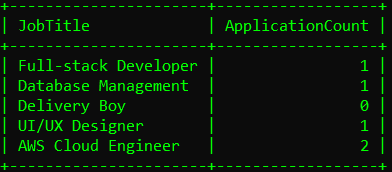 +----------------------+------------------+
| JobTitle             | ApplicationCount |
+----------------------+------------------+
| Full-stack Developer |                1 |
| Database Management  |                1 |
| Delivery Boy         |                0 |
| UI/UX Designer       |                1 |
| AWS Cloud Engineer   |                2 |
+----------------------+------------------+